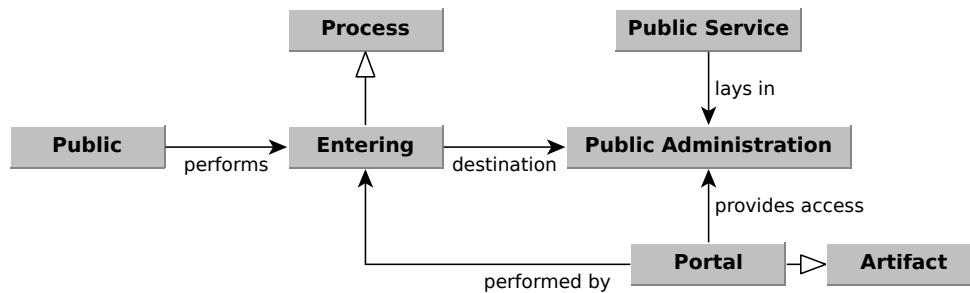 Process
Public Service
lays in
Public
Entering
Public Administration
performs
destination
provides access
Portal
Artifact
performed by